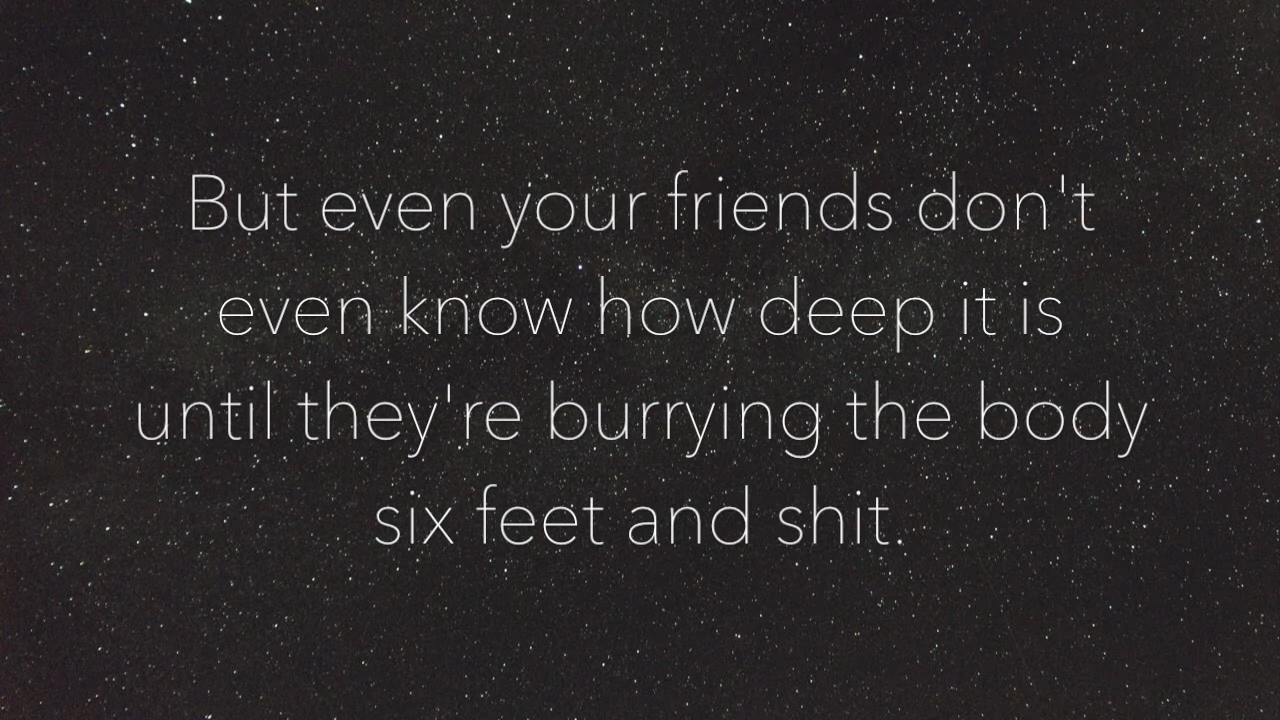 But even your friends don't
even know how deep it is
until they're burrying the body
six feet and shit.